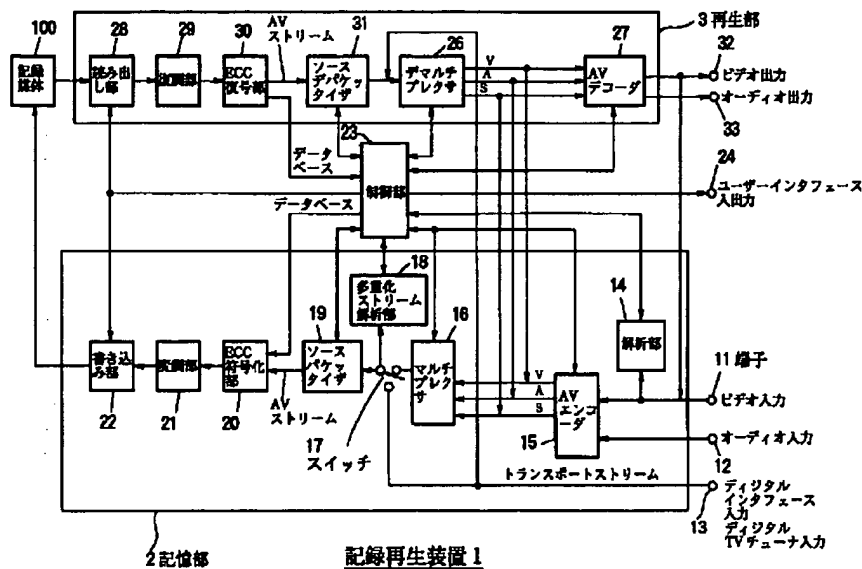 100
記録
媒体
28
読み出
し部
29
復調部
30
ECC
復号部
AV
ストリーム
31
ソース
デパケッ
タイザ
26
デマルチ
プレクサ
V
A
S
27
AV
デコーダ
3 再生部
32
ビデオ出力
オーディオ出力
33
24
ユーザーインタフェース
入出力
23
制御部
データ
ベース
データベース
18
多重化
ストリーム
解析部
19
ソース
パケッ
タイザ
16
マルチ
プレク
サ
14
解析部
11 端子
ビデオ入力
V
A
S
AV
エンコ
ーダ
15
オーディオ入力
12
書き込
み部
22
変調部
21
ECC
符号化
部
20
AV
ストリーム
17
スイッチ
トランスポートストリーム
13
ディジタル
インタフェース
入力
ディジタル
TVチューナ入力
2 記憶部
記録再生装置 1